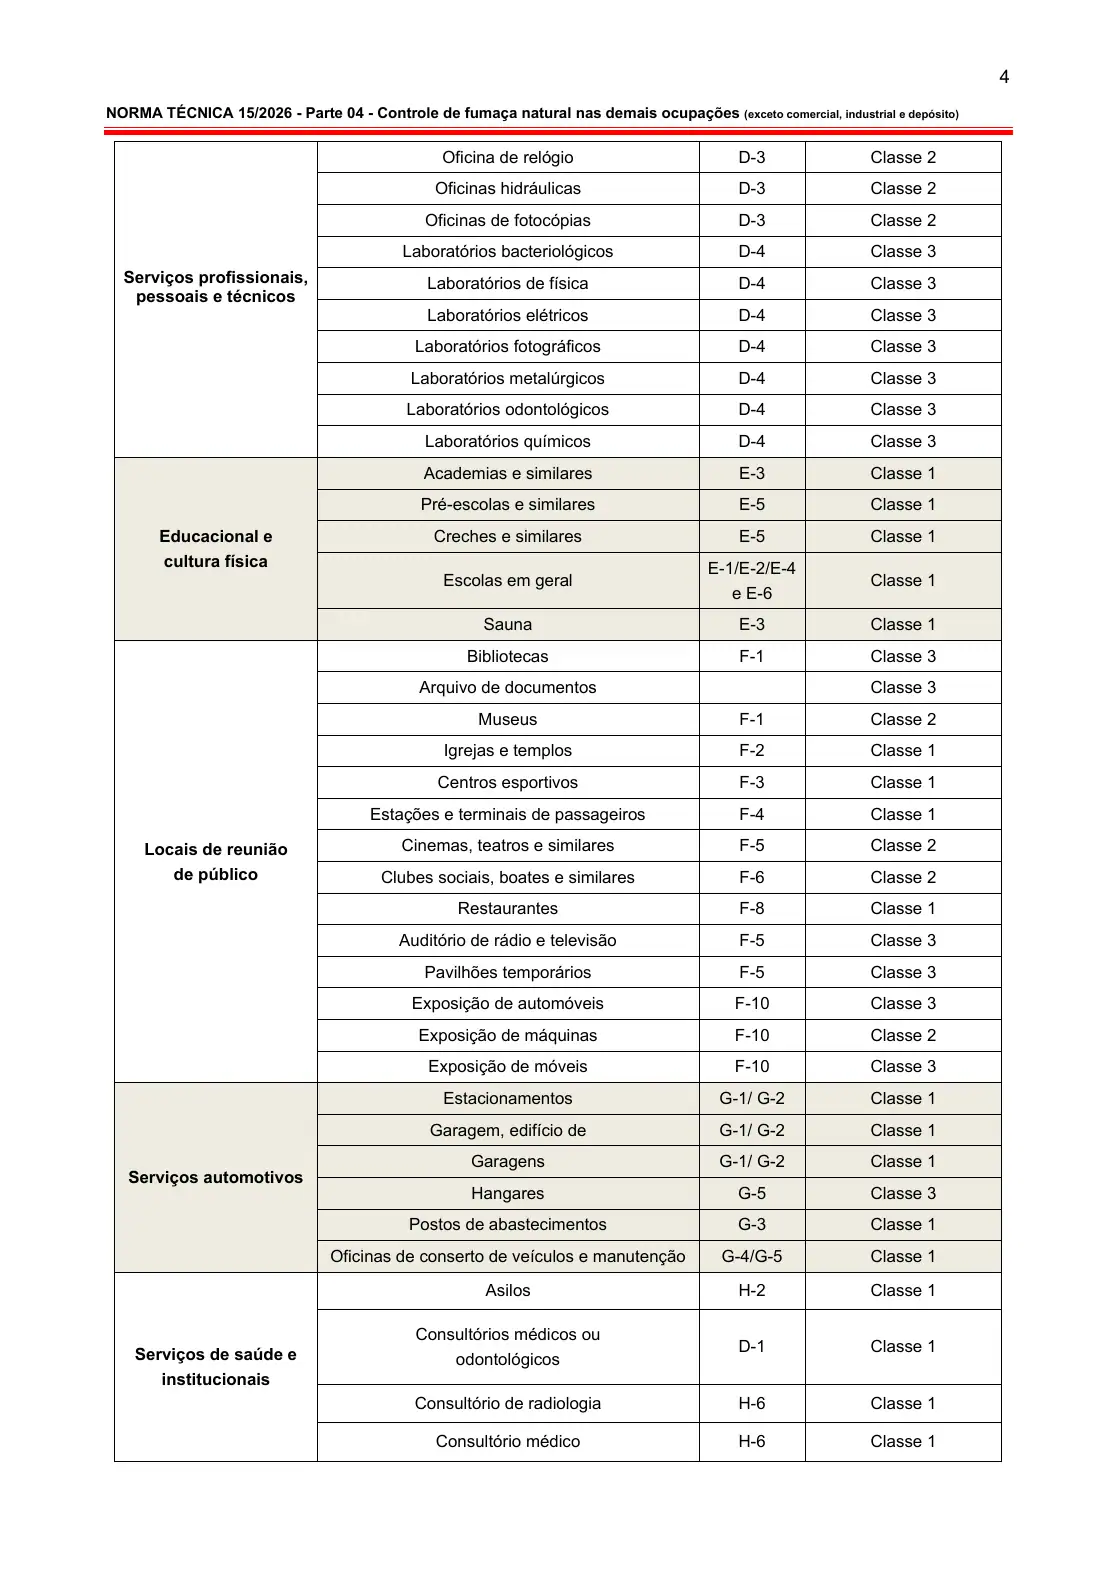 4
NORMA TÉCNICA 15/2026 - Parte 04 - Controle de fumaça natural nas demais ocupações (exceto comercial, industrial e depósito)
Serviços profissionais,
pessoais e técnicos
Oficina de relógio D-3 Classe 2
Oficinas hidráulicas D-3 Classe 2
Oficinas de fotocópias D-3 Classe 2
Laboratórios bacteriológicos D-4 Classe 3
Laboratórios de física D-4 Classe 3
Laboratórios elétricos D-4 Classe 3
Laboratórios fotográficos D-4 Classe 3
Laboratórios metalúrgicos D-4 Classe 3
Laboratórios odontológicos D-4 Classe 3
Laboratórios químicos D-4 Classe 3
Educacional e
cultura física
Academias e similares E-3 Classe 1
Pré-escolas e similares E-5 Classe 1
Creches e similares E-5 Classe 1
Escolas em geral E-1/E-2/E-4
e E-6 Classe 1
Sauna E-3 Classe 1
Locais de reunião
de público
Bibliotecas F-1 Classe 3
Arquivo de documentos Classe 3
Museus F-1 Classe 2
Igrejas e templos F-2 Classe 1
Centros esportivos F-3 Classe 1
Estações e terminais de passageiros F-4 Classe 1
Cinemas, teatros e similares F-5 Classe 2
Clubes sociais, boates e similares F-6 Classe 2
Restaurantes F-8 Classe 1
Auditório de rádio e televisão F-5 Classe 3
Pavilhões temporários F-5 Classe 3
Exposição de automóveis F-10 Classe 3
Exposição de máquinas F-10 Classe 2
Exposição de móveis F-10 Classe 3
Serviços automotivos
Estacionamentos G-1/ G-2 Classe 1
Garagem, edifício de G-1/ G-2 Classe 1
Garagens G-1/ G-2 Classe 1
Hangares G-5 Classe 3
Postos de abastecimentos G-3 Classe 1
Oficinas de conserto de veículos e manutenção G-4/G-5 Classe 1
Serviços de saúde e
institucionais
Asilos H-2 Classe 1
Consultórios médicos ou
odontológicos D-1 Classe 1
Consultório de radiologia H-6 Classe 1
Consultório médico H-6 Classe 1